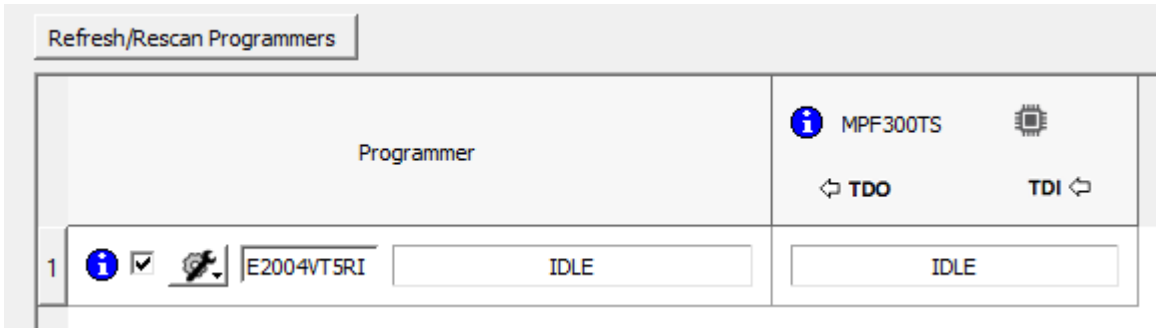 Refresh/Rescan Programmers
Programmer
MPF300TS
TDO TDI
1 E2004VT5RI IDLE IDLE